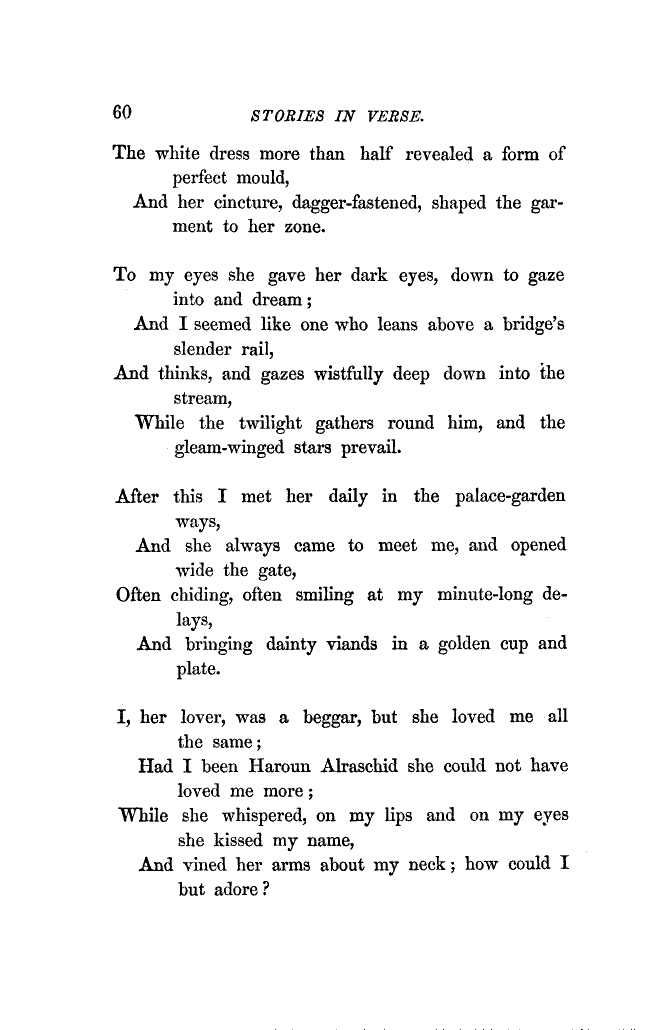 60 STORIES IN VERSE.
The white dress more than half revealed a form of
perfect mould,
And her cincture, dagger-fastened, shaped the gar-
ment to her zone.
To my eyes she gave her dark eyes, down to gaze
into and dream;
And I seemed like one who leans above a bridge's
slender rail,
And thinks, and gazes wistfully deep down into the
stream,
While the twilight gathers round him, and the
gleam-winged stars prevail.
After this I met her daily in the palace-garden
ways,
And she always came to meet me, and opened
wide the gate,
Often chiding, often smiling at my minute-long de-
lays,
And bringing dainty viands in a golden cup and
plate.
I, her lover, was a beggar, but she loved me all
the same;
Had I been Haroun Alraschid she could not have
loved me more;
While she whispered, on my lips and on my eyes
she kissed my name,
And vined her arms about my neck; how could I
but adore?